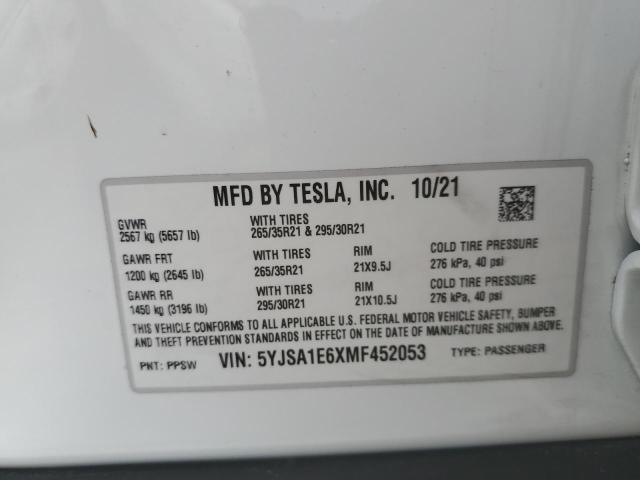 MFD BY TESLA, INC. 10/21
GVWR
2567 kg (5657 lb)
WITH TIRES
265/35R21 & 295/30R21
GAWR FRT
1200 kg (2645 lb)
WITH TIRES
265/35R21
RIM
21X9.5J
COLD TIRE PRESSURE
276 kPa, 40 psi
GAWR RR
1450 kg (3196 lb)
WITH TIRES
295/30R21
RIM
21X10.5J
COLD TIRE PRESSURE
276 kPa, 40 psi
THIS VEHICLE CONFORMS TO ALL APPLICABLE U.S. FEDERAL MOTOR VEHICLE SAFETY, BUMPER
AND THEFT PREVENTION STANDARDS IN EFFECT ON THE DATE OF MANUFACTURE SHOWN ABOVE.
PNT: PPSW VIN: 5YJSA1E6XMF452053 TYPE: PASSENGER